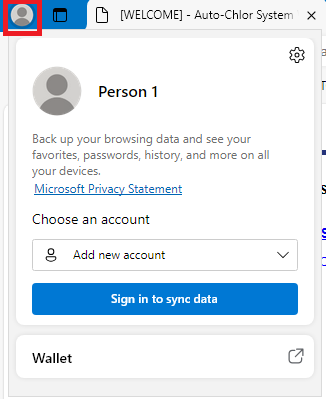 [WELCOME] - Auto-Chlor System
Person 1
Back up your browsing data and see your
favorites, passwords, history, and more on all
your devices.
Microsoft Privacy Statement
Choose an account
Add new account
Sign in to sync data
Wallet